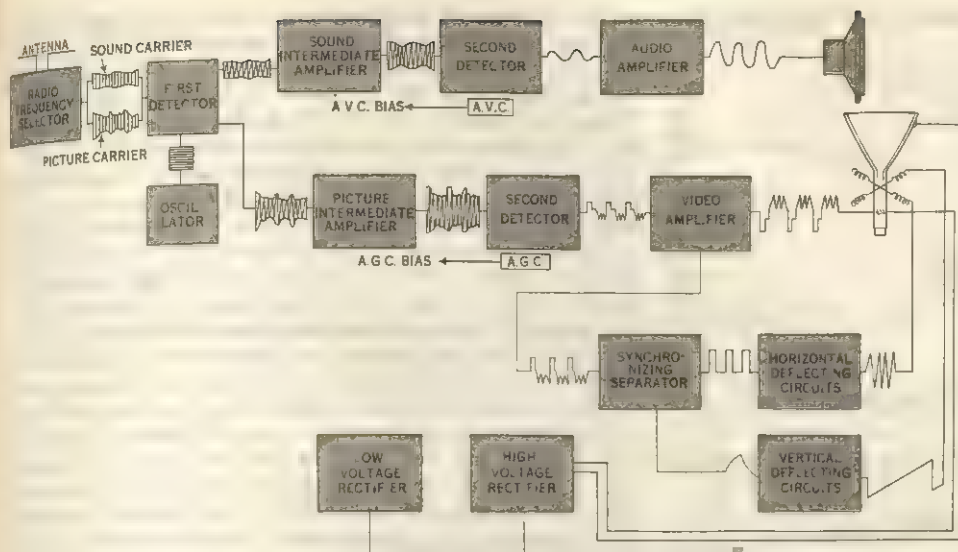 ANTENNA
SOUND CARRIER
RADIO
FREQUENCY
SELECTOR
PICTURE CARRIER
FIRST
DETECTOR
OSCIL
LATOR
SOUND
INTERMEDIATE
AMPLIFIER
A V C. BIAS
A.V.C.
SECOND
DETECTOR
AUDIO
AMPLIFIER
PICTURE
INTERMEDIATE
AMPLIFIER
A.G.C. BIAS
A.G.C
SECOND
DETECTOR
VIDEO
AMPLIFIER
SYNCHRO-
NIZING
SEPARATOR
HORIZONTAL
DEFLECTING
CIRCUITS
LOW
VOLTAGE
RECTIFIER
HIGH
VOLTAGE
RECTIFIER
VERTICAL
DEFLECTING
CIRCUITS